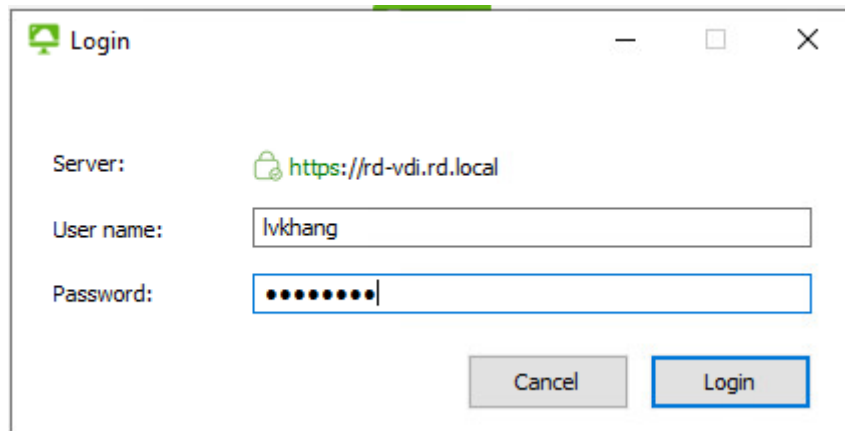 Login
Server: https://rd-vdi.rd.local
User name: lvkhang
Password: ••••••••
Cancel Login